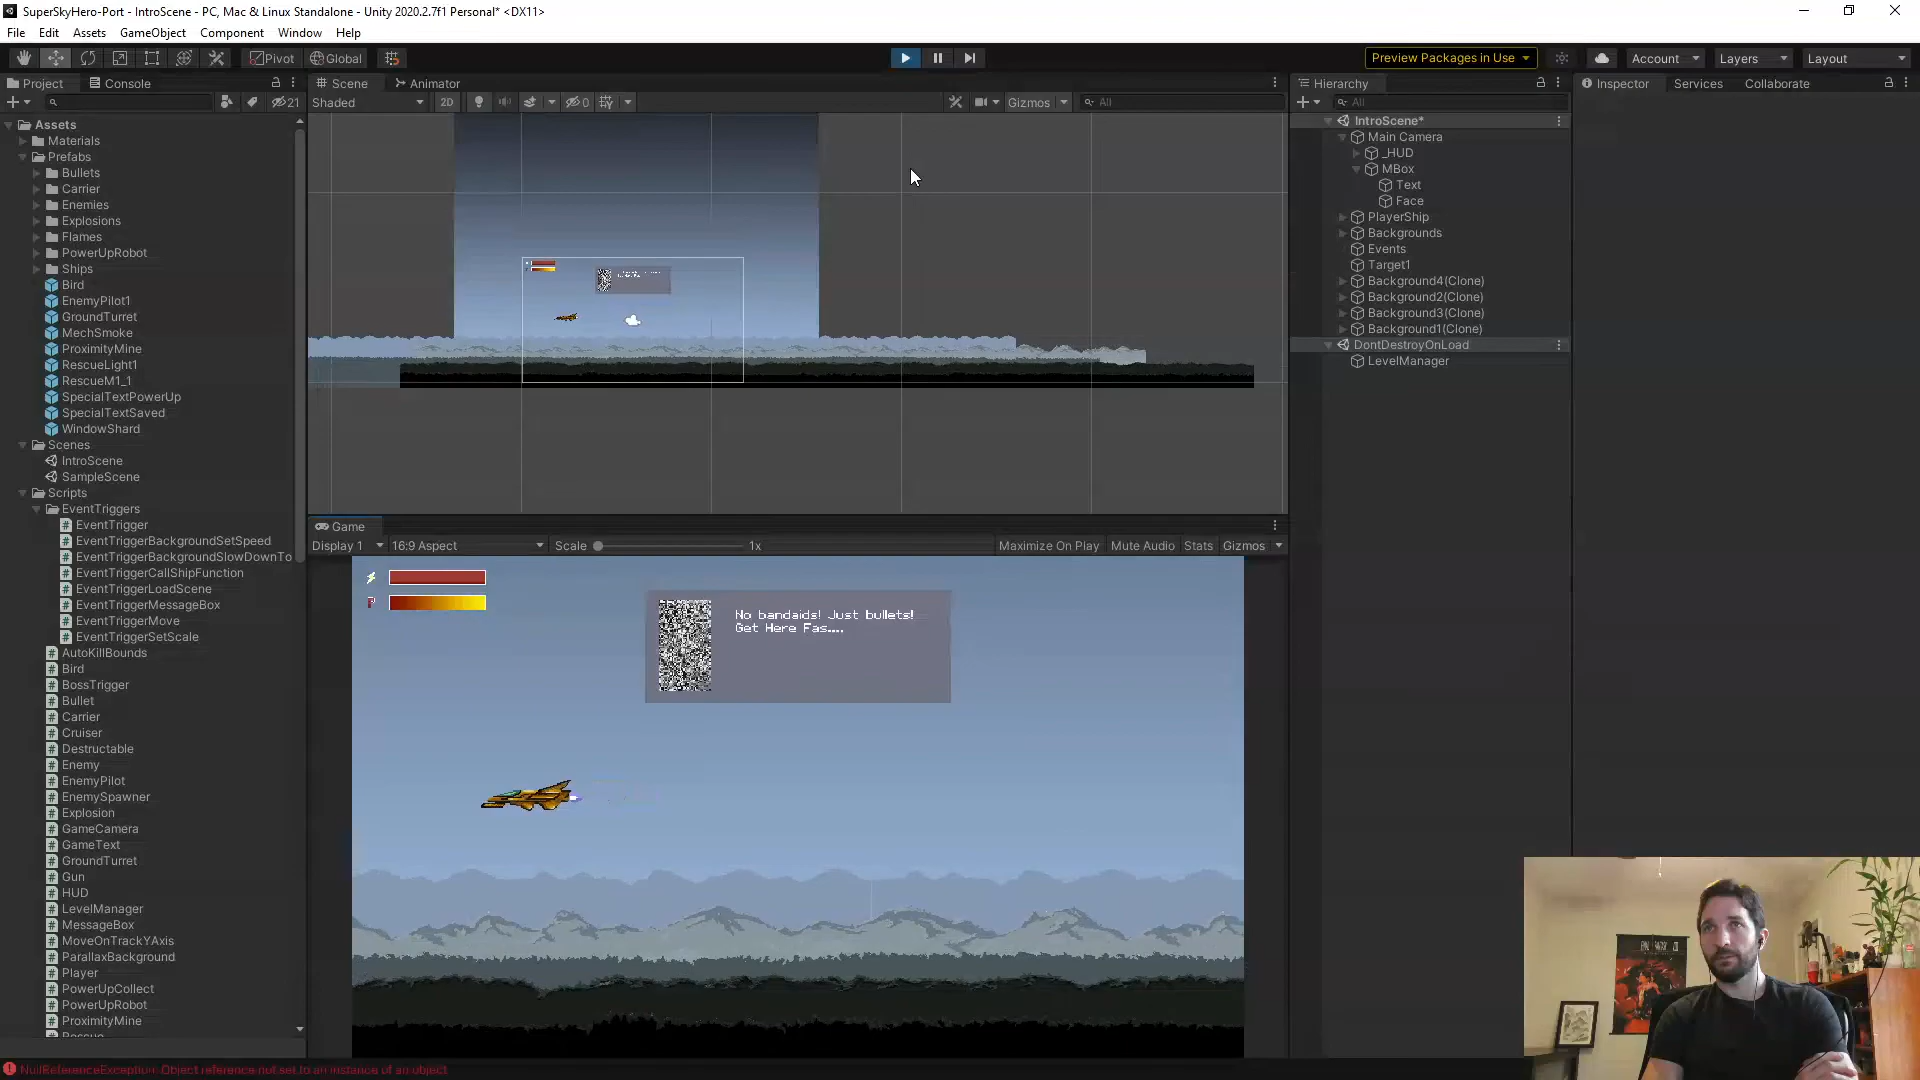 SuperSkyHero-Port - IntroScene - PC, Mac & Linux Standalone - Unity 2020.2.7f1 Personal* <DX11>
File Edit Assets GameObject Component Window Help
Pivot Global
Preview Packages in Use Account Layers Layout
Project Console
21
Assets
Materials
Prefabs
Bullets
Carrier
Enemies
Explosions
Flames
PowerUpRobot
Ships
Bird
EnemyPilot1
GroundTurret
MechSmoke
ProximityMine
RescueLight1
RescueM1_1
SpecialTextPowerUp
SpecialTextSaved
WindowShard
Scenes
IntroScene
SampleScene
Scripts
EventTriggers
EventTrigger
EventTriggerBackgroundSetSpeed
EventTriggerBackgroundSlowDownTo
EventTriggerCallShipFunction
EventTriggerLoadScene
EventTriggerMessageBox
EventTriggerMove
EventTriggerSetScale
AutoKillBounds
Bird
BossTrigger
Bullet
Carrier
Cruiser
Destructable
Enemy
EnemyPilot
EnemySpawner
Explosion
GameCamera
GameText
GroundTurret
Gun
HUD
LevelManager
MessageBox
MoveOnTrackYAxis
ParallaxBackground
Player
PowerUpCollect
PowerUpRobot
ProximityMine
Scene Animator
Shaded 2D 0 Gizmos All
Game
Display 1 16:9 Aspect Scale 1x Maximize On Play Mute Audio Stats Gizmos
P
No bandaids! Just bullets!
Get Here Fas....
Hierarchy
All
IntroScene*
Main Camera
_HUD
MBox
Text
Face
PlayerShip
Backgrounds
Events
Target1
Background4(Clone)
Background2(Clone)
Background3(Clone)
Background1(Clone)
DontDestroyOnLoad
LevelManager
Inspector Services Collaborate
NullReferenceException: Object reference not set to an instance of an object